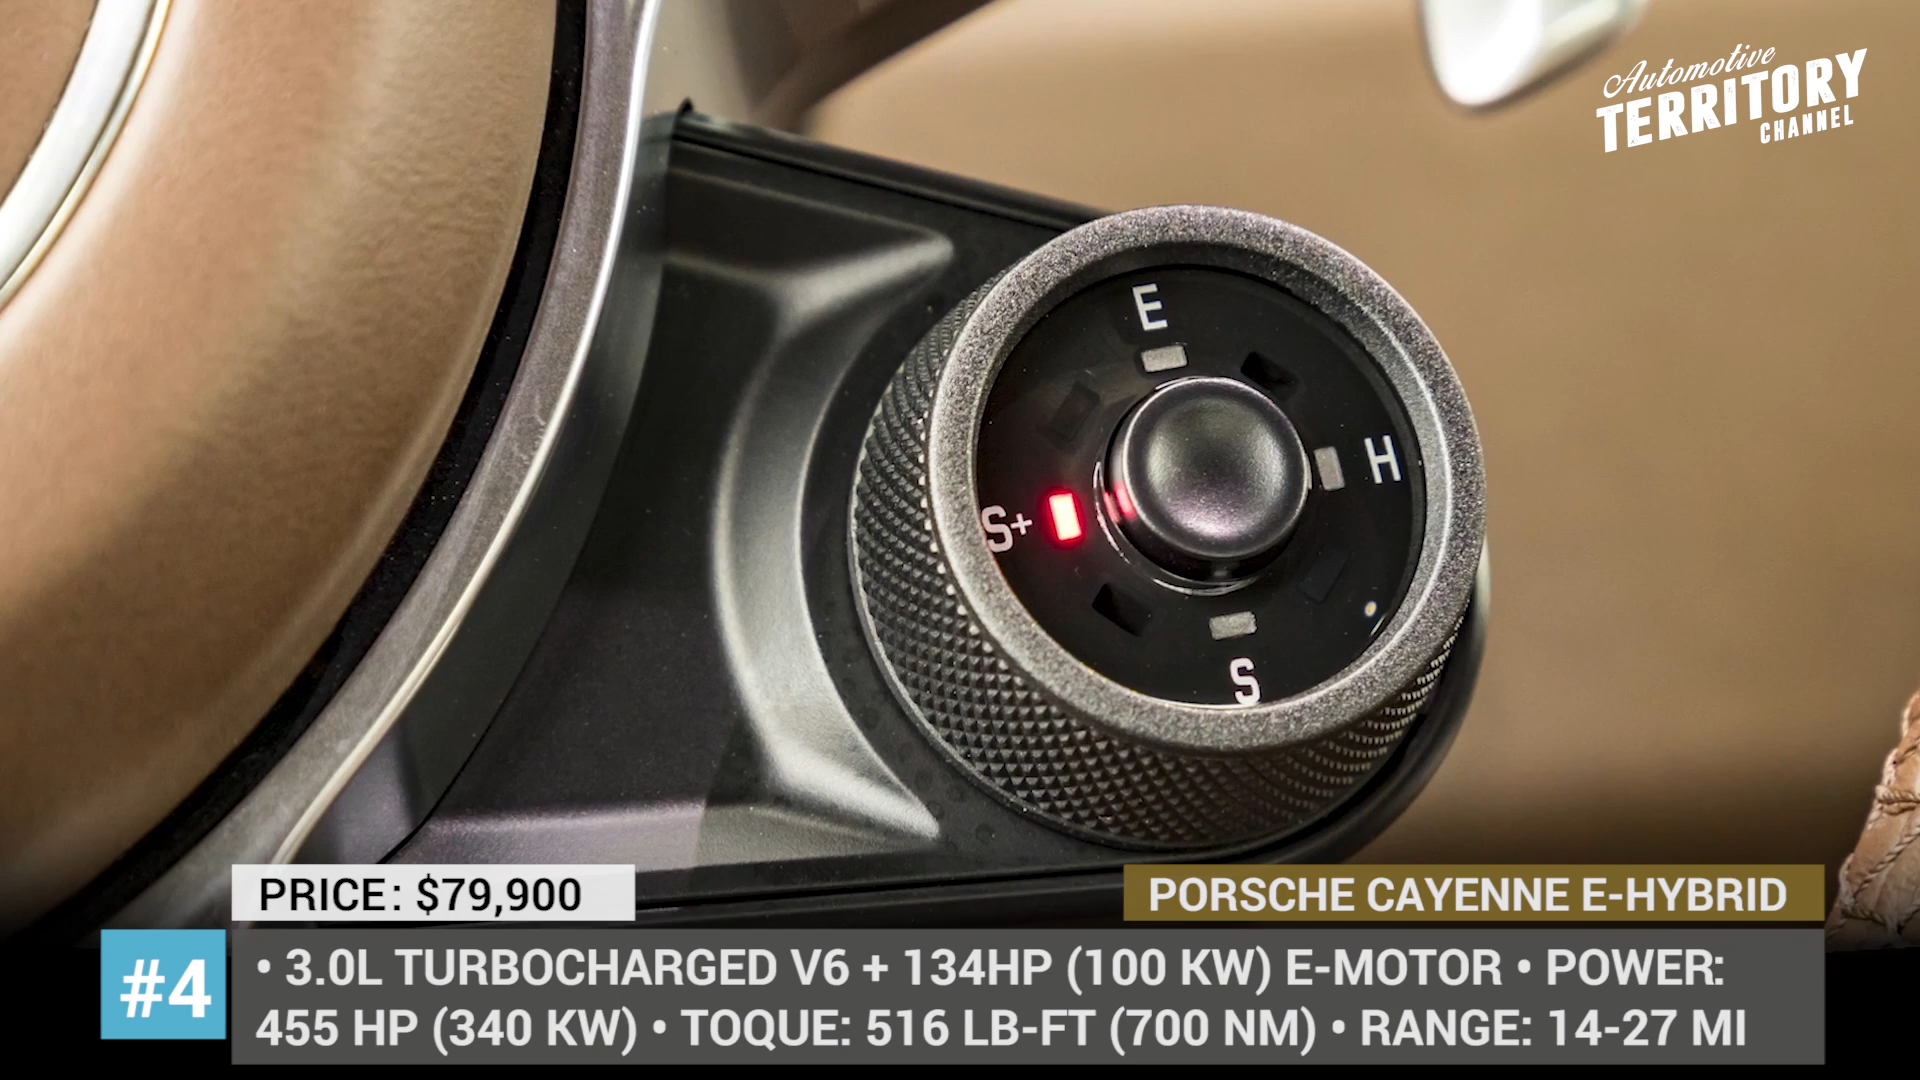 Automotive
TERRITORY
CHANNEL
E
H
S+
S
PRICE: $79,900
PORSCHE CAYENNE E-HYBRID
#4
• 3.0L TURBOCHARGED V6 + 134HP (100 KW) E-MOTOR • POWER:
455 HP (340 KW) • TOQUE: 516 LB-FT (700 NM) • RANGE: 14-27 MI